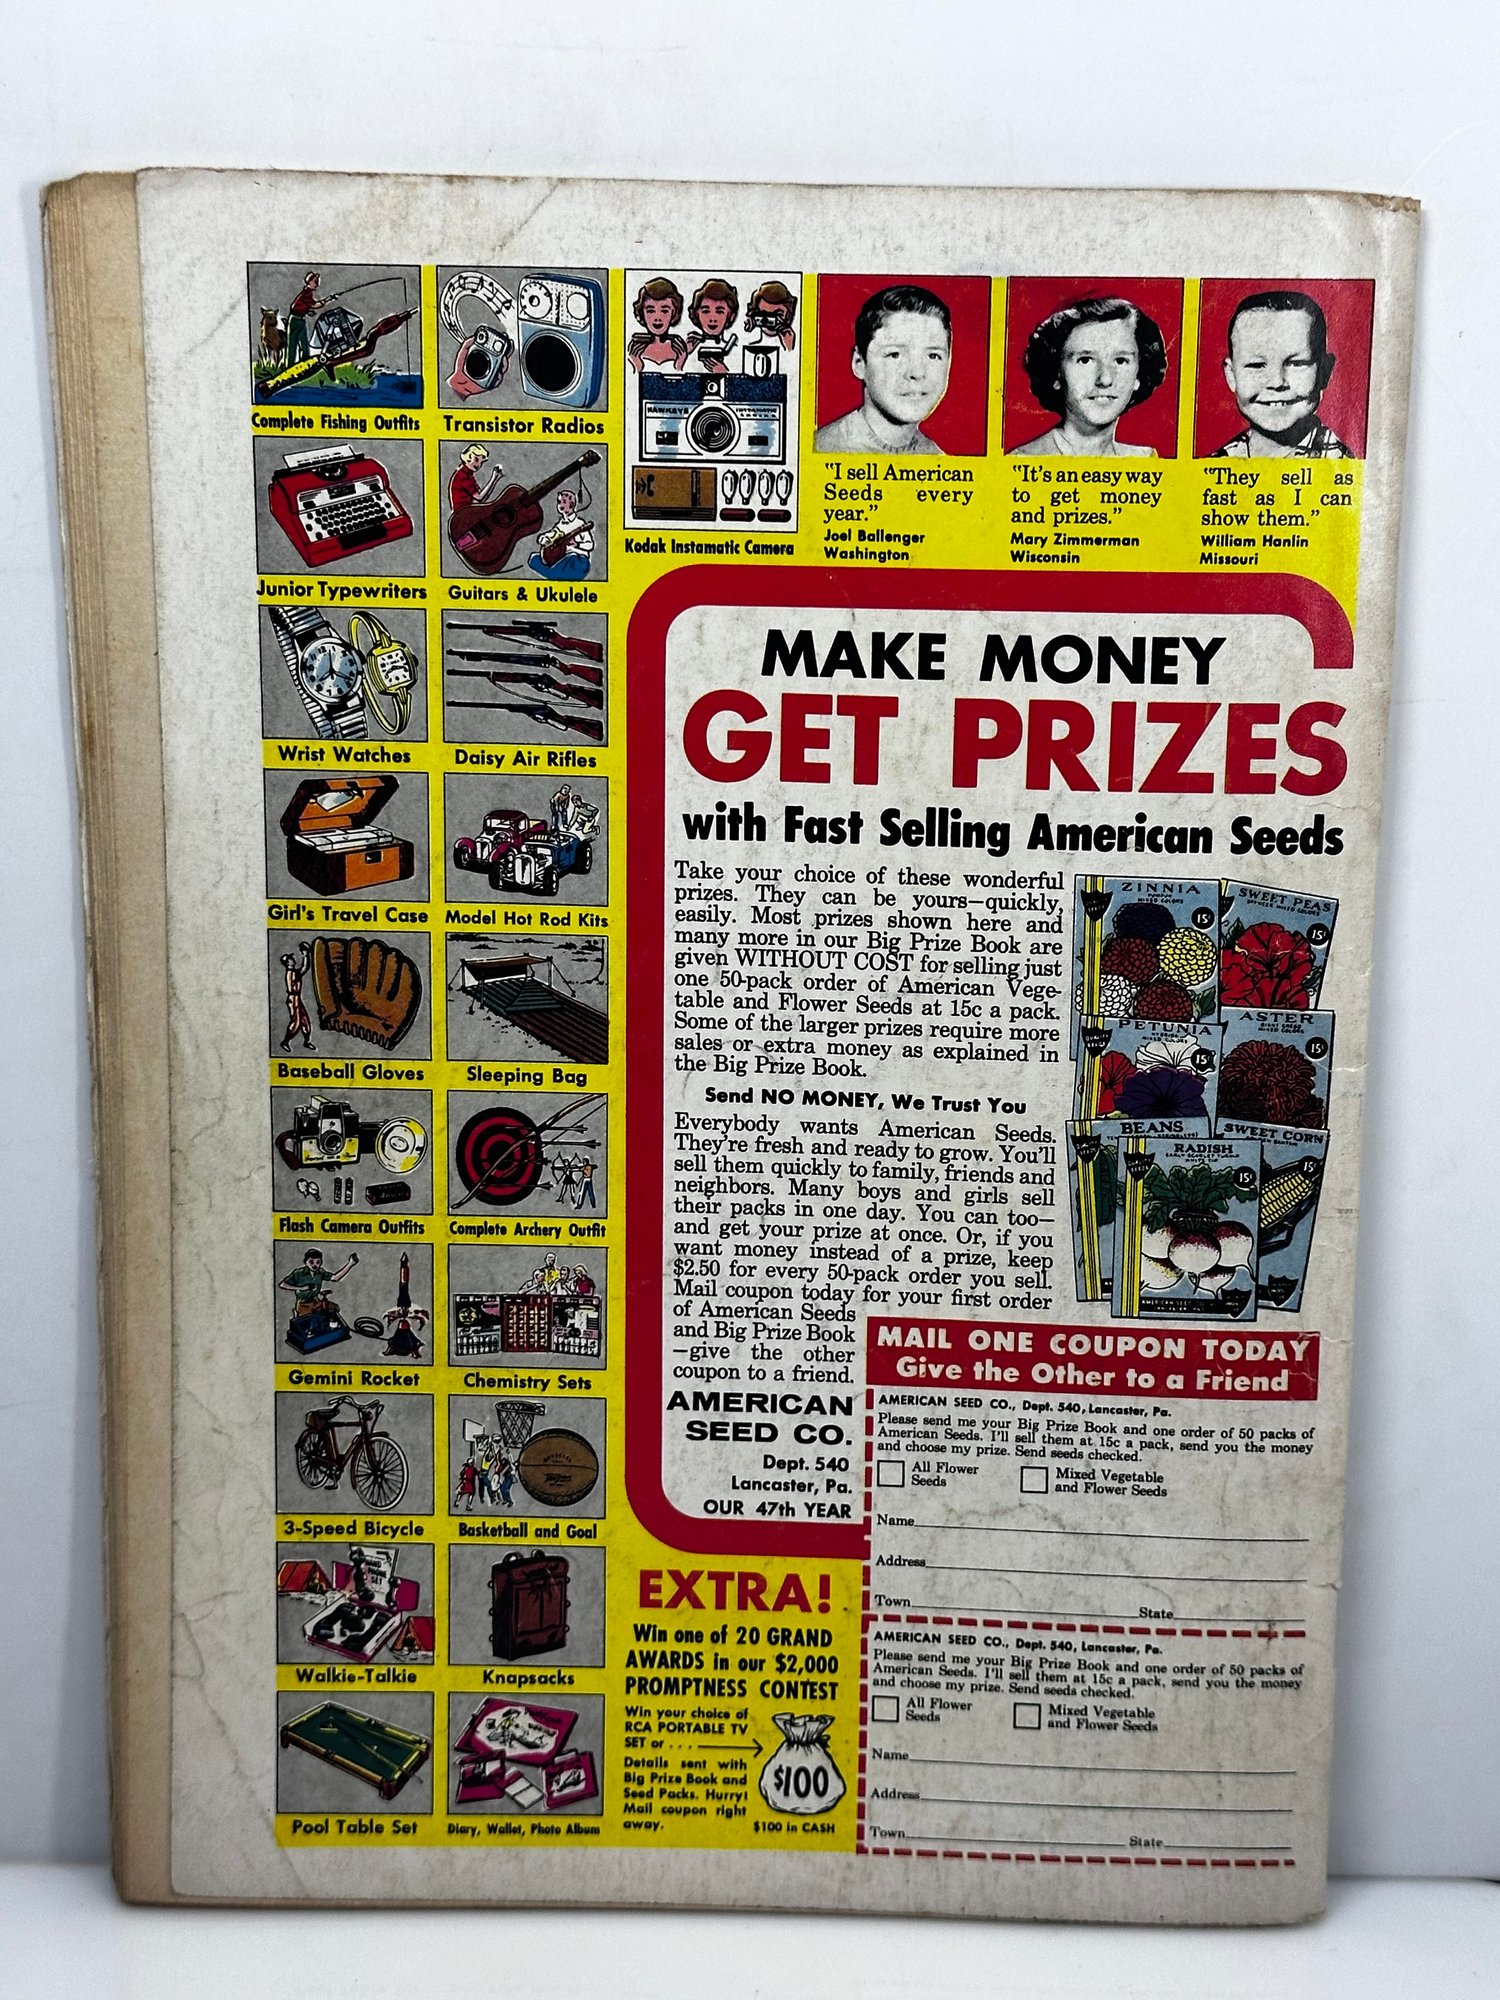 Complete Fishing Outfits
Transistor Radios
Junior Typewriters
Guitars & Ukulele
Wrist Watches
Daisy Air Rifles
Girl's Travel Case
Model Hot Rod Kits
Baseball Gloves
Sleeping Bag
Flash Camera Outfits
Complete Archery Outfit
Gemini Rocket
Chemistry Sets
3-Speed Bicycle
Basketball and Goal
Walkie-Talkie
Knapsacks
Pool Table Set
Diary, Wallet, Photo Album
HAWKEYE
INSTAMATIC
Kodak Instamatic Camera
"I sell American
Seeds every
year."
Joel Ballenger
Washington
"It's an easy way
to get money
and prizes."
Mary Zimmerman
Wisconsin
"They sell as
fast as I can
show them."
William Hanlin
Missouri
MAKE MONEY
GET PRIZES
with Fast Selling American Seeds
Take your choice of these wonderful
prizes. They can be yours—quickly,
easily. Most prizes shown here and
many more in our Big Prize Book are
given WITHOUT COST for selling just
one 50-pack order of American Vege-
table and Flower Seeds at 15c a pack.
Some of the larger prizes require more
sales or extra money as explained in
the Big Prize Book.
Send NO MONEY, We Trust You
Everybody wants American Seeds.
They're fresh and ready to grow. You'll
sell them quickly to family, friends and
neighbors. Many boys and girls sell
their packs in one day. You can too—
and get your prize at once. Or, if you
want money instead of a prize, keep
$2.50 for every 50-pack order you sell.
Mail coupon today for your first order
of American Seeds
and Big Prize Book
—give the other
coupon to a friend.
AMERICAN
SEED CO.
Dept. 540
Lancaster, Pa.
OUR 47th YEAR
ZINNIA
MIXED COLORS
15¢
SWEET PEAS
MIXED COLORS
15¢
PETUNIA
MIXED COLORS
15¢
ASTER
MIXED COLORS
15¢
BEANS
SWEET CORN
15¢
RADISH
15¢
MAIL ONE COUPON TODAY
Give the Other to a Friend
AMERICAN SEED CO., Dept. 540, Lancaster, Pa.
Please send me your Big Prize Book and one order of 50 packs of
American Seeds. I'll sell them at 15c a pack, send you the money
and choose my prize. Send seeds checked.
All Flower
Seeds
Mixed Vegetable
and Flower Seeds
Name
Address
Town State
AMERICAN SEED CO., Dept. 540, Lancaster, Pa.
Please send me your Big Prize Book and one order of 50 packs of
American Seeds. I'll sell them at 15c a pack, send you the money
and choose my prize. Send seeds checked.
All Flower
Seeds
Mixed Vegetable
and Flower Seeds
Name
Address
Town State
EXTRA!
Win one of 20 GRAND
AWARDS in our $2,000
PROMPTNESS CONTEST
Win your choice of
RCA PORTABLE TV
SET or . . .
Details sent with
Big Prize Book and
Seed Packs. Hurry!
Mail coupon right
away.
$100
$100 in CASH